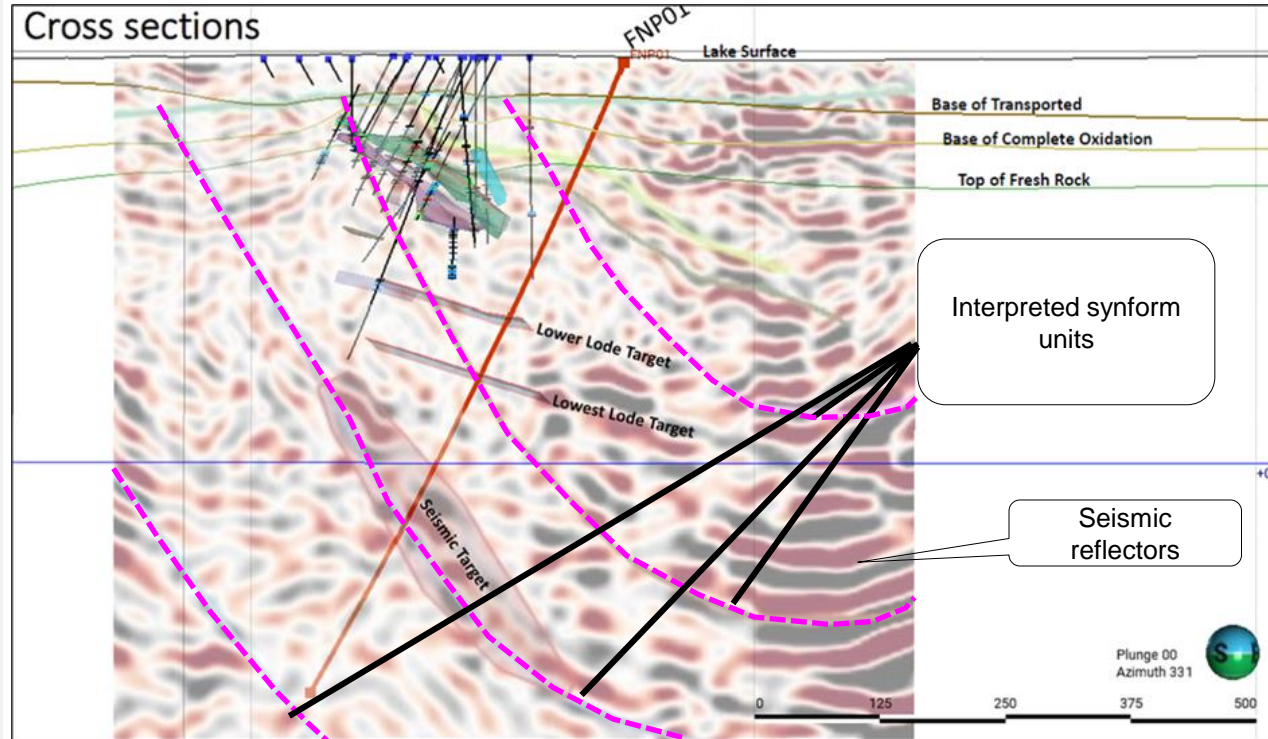 Cross sections
FNP01
FNP01
Lake Surface
Base of Transported
Base of Complete Oxidation
Top of Fresh Rock
Interpreted synform
units
Lower Lode Target
Lowest Lode Target
Seismic Target
Seismic
reflectors
Plunge 00
Azimuth 331
S
0
125
250
375
500